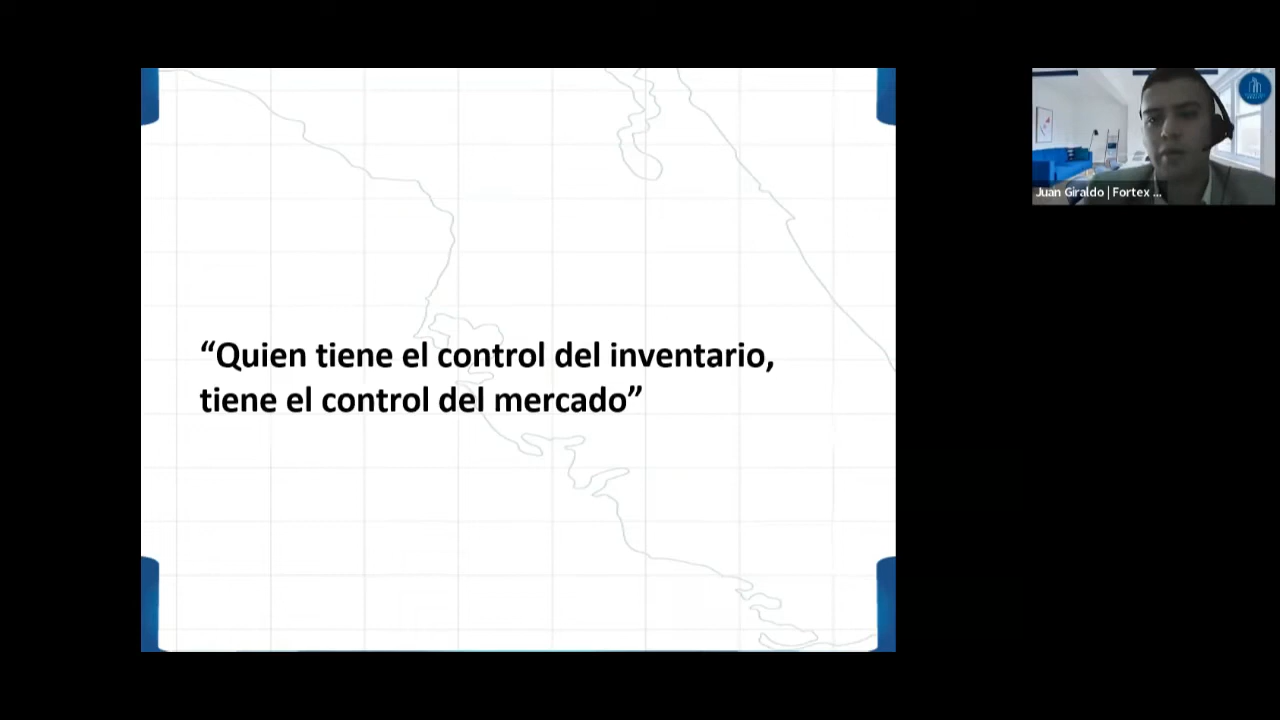 “Quien tiene el control del inventario,
tiene el control del mercado”
Juan Giraldo | Fortex ...